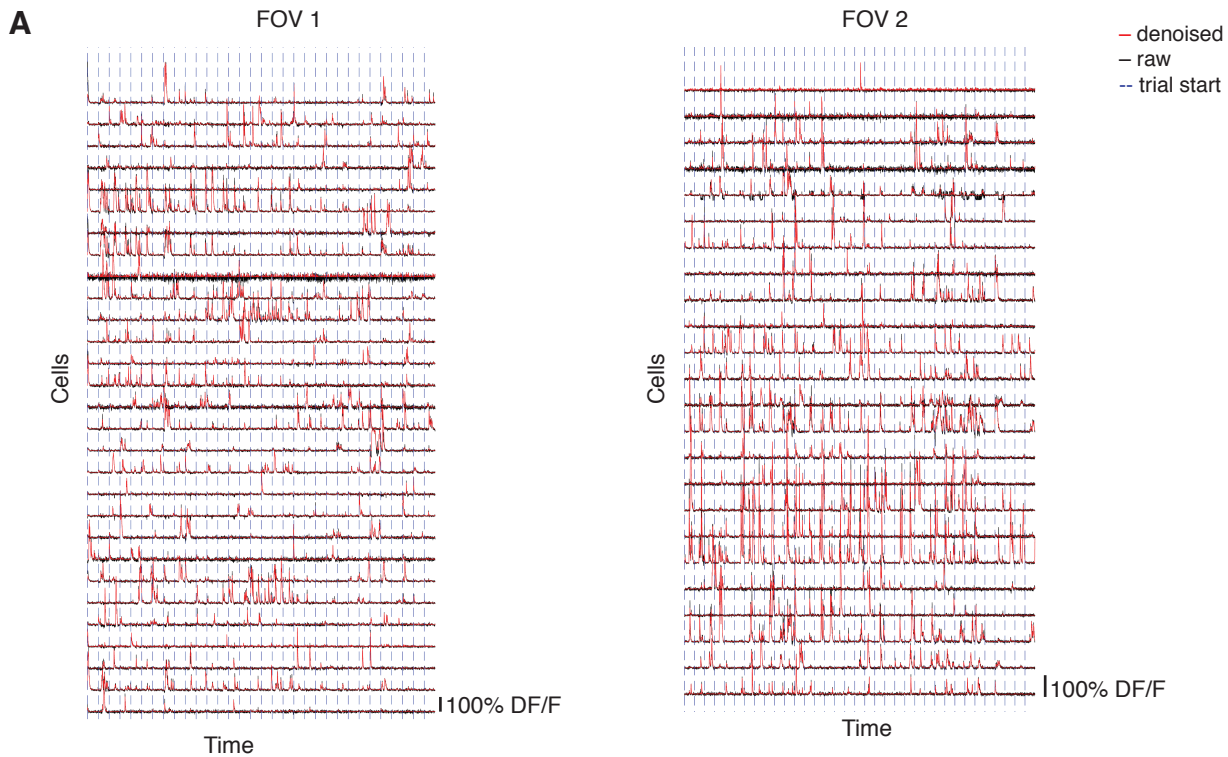 A
FOV 1
FOV 2
– denoised
– raw
-- trial start
Cells
Cells
100% DF/F
100% DF/F
Time
Time